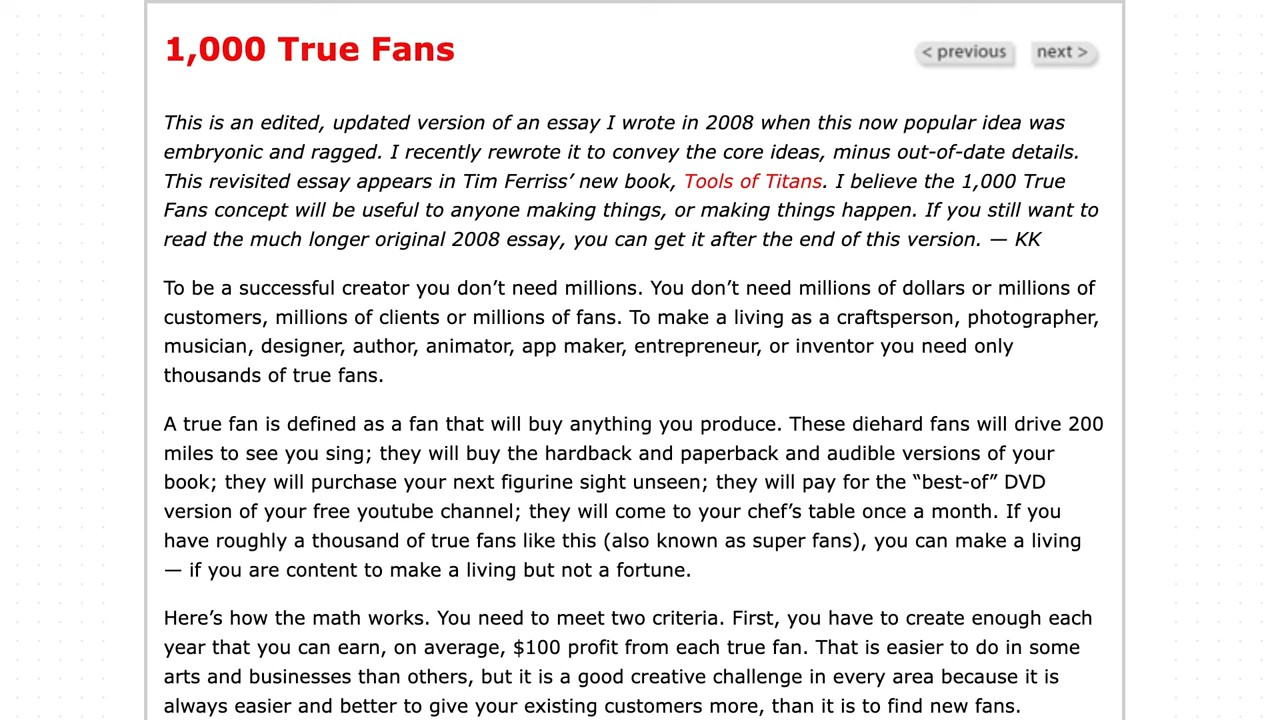 1,000 True Fans
< previous
next >
This is an edited, updated version of an essay I wrote in 2008 when this now popular idea was
embryonic and ragged. I recently rewrote it to convey the core ideas, minus out-of-date details.
This revisited essay appears in Tim Ferriss’ new book, Tools of Titans. I believe the 1,000 True
Fans concept will be useful to anyone making things, or making things happen. If you still want to
read the much longer original 2008 essay, you can get it after the end of this version. — KK
To be a successful creator you don’t need millions. You don’t need millions of dollars or millions of
customers, millions of clients or millions of fans. To make a living as a craftsperson, photographer,
musician, designer, author, animator, app maker, entrepreneur, or inventor you need only
thousands of true fans.
A true fan is defined as a fan that will buy anything you produce. These diehard fans will drive 200
miles to see you sing; they will buy the hardback and paperback and audible versions of your
book; they will purchase your next figurine sight unseen; they will pay for the “best-of” DVD
version of your free youtube channel; they will come to your chef’s table once a month. If you
have roughly a thousand of true fans like this (also known as super fans), you can make a living
— if you are content to make a living but not a fortune.
Here’s how the math works. You need to meet two criteria. First, you have to create enough each
year that you can earn, on average, $100 profit from each true fan. That is easier to do in some
arts and businesses than others, but it is a good creative challenge in every area because it is
always easier and better to give your existing customers more, than it is to find new fans.